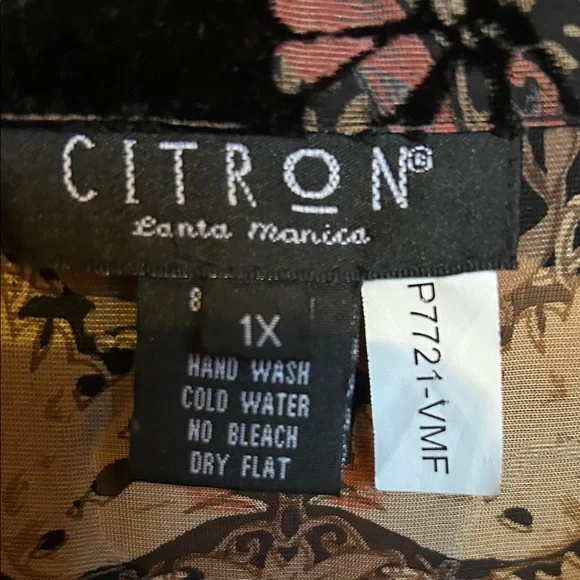 CITRON®
Santa Monica
8
1X
HAND WASH
COLD WATER
NO BLEACH
DRY FLAT
P7721-VMF